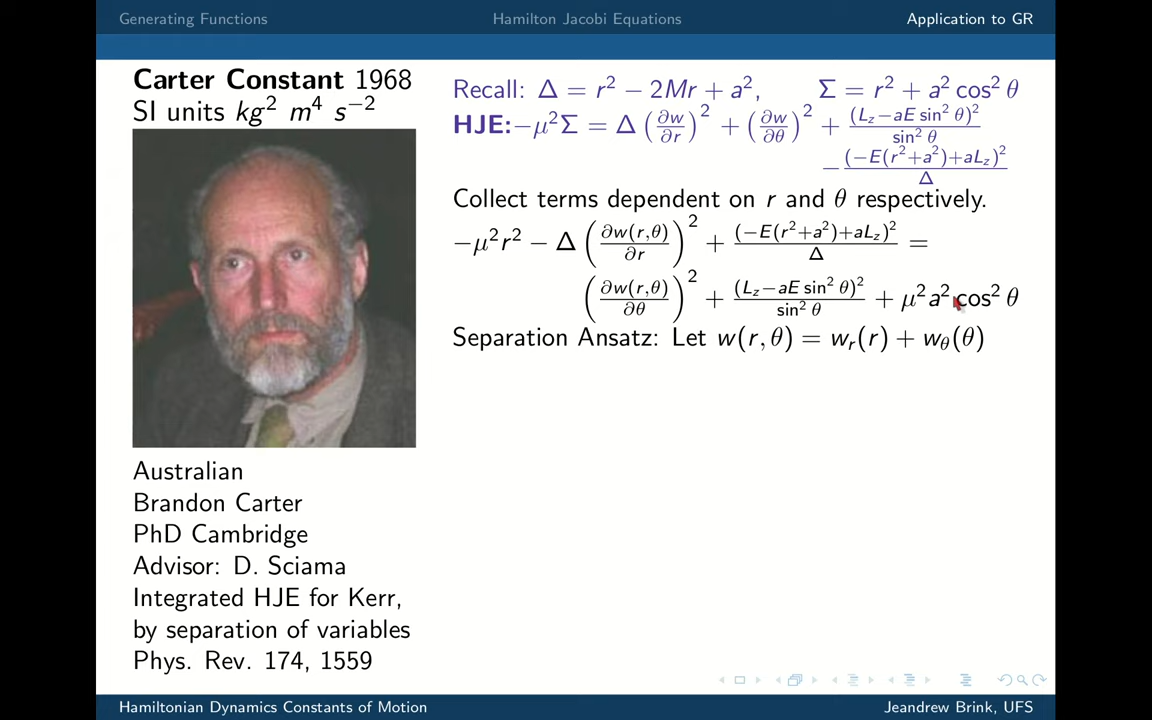 Generating Functions Hamilton Jacobi Equations Application to GR
Carter Constant 1968
SI units kg² m⁴ s⁻²
Australian
Brandon Carter
PhD Cambridge
Advisor: D. Sciama
Integrated HJE for Kerr,
by separation of variables
Phys. Rev. 174, 1559
Recall: Δ = r² − 2Mr + a², Σ = r² + a² cos² θ
HJE: −μ²Σ = Δ (∂w/∂r)² + (∂w/∂θ)² + (L_z−aE sin² θ)²/sin² θ
− (−E(r²+a²)+aL_z)²/Δ
Collect terms dependent on r and θ respectively.
−μ²r² − Δ (∂w(r,θ)/∂r)² + (−E(r²+a²)+aL_z)²/Δ =
(∂w(r,θ)/∂θ)² + (L_z−aE sin² θ)²/sin² θ + μ²a² cos² θ
Separation Ansatz: Let w(r, θ) = w_r(r) + w_θ(θ)
Hamiltonian Dynamics Constants of Motion Jeandrew Brink, UFS